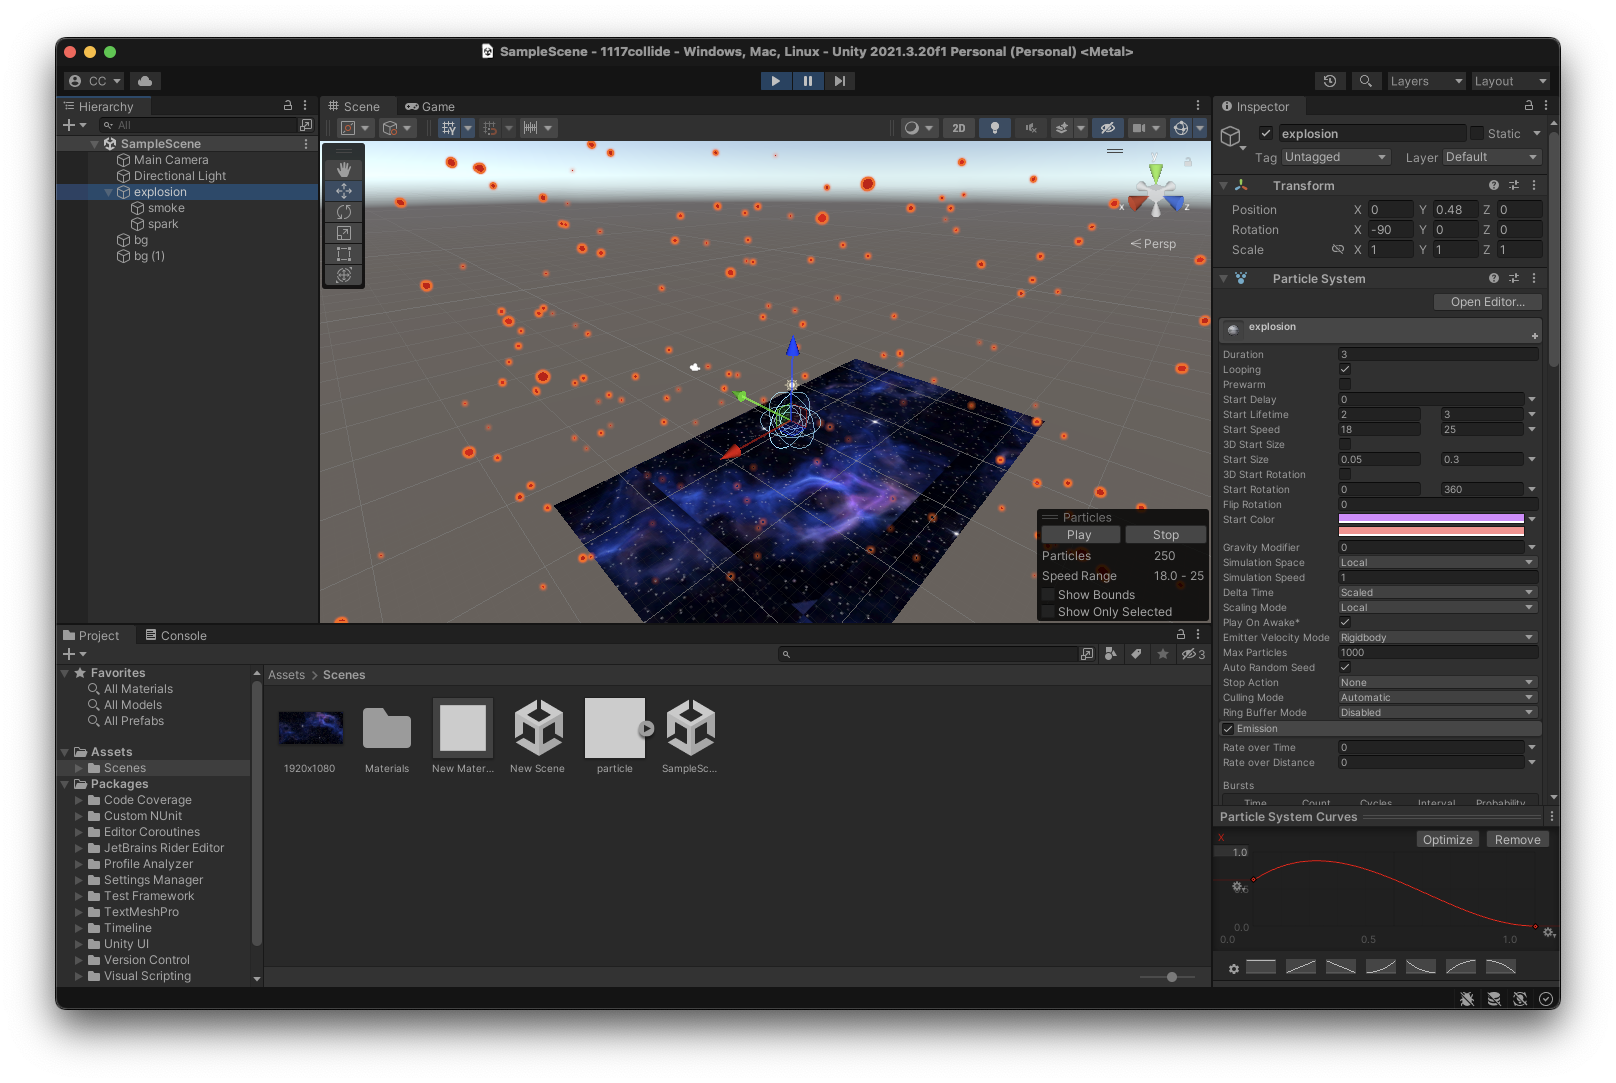 SampleScene - 1117collide - Windows, Mac, Linux - Unity 2021.3.20f1 Personal (Personal) <Metal>
CC
Layers
Layout
Hierarchy
All
SampleScene
Main Camera
Directional Light
explosion
smoke
spark
bg
bg (1)
Scene
Game
2D
y
x
z
Persp
Particles
Play Stop
Particles 250
Speed Range 18.0 - 25
Show Bounds
Show Only Selected
Inspector
explosion
Static
Tag Untagged Layer Default
Transform
Position X 0 Y 0.48 Z 0
Rotation X -90 Y 0 Z 0
Scale X 1 Y 1 Z 1
Particle System
Open Editor...
explosion
Duration 3
Looping
Prewarm
Start Delay 0
Start Lifetime 2 3
Start Speed 18 25
3D Start Size
Start Size 0.05 0.3
3D Start Rotation
Start Rotation 0 360
Flip Rotation 0
Start Color
Gravity Modifier 0
Simulation Space Local
Simulation Speed 1
Delta Time Scaled
Scaling Mode Local
Play On Awake*
Emitter Velocity Mode Rigidbody
Max Particles 1000
Auto Random Seed
Stop Action None
Culling Mode Automatic
Ring Buffer Mode Disabled
Emission
Rate over Time 0
Rate over Distance 0
Bursts
Time Count Cycles Interval Probability
Particle System Curves
X
Optimize Remove
1.0
0.0
0.0 0.5 1.0
Project
Console
3
Favorites
All Materials
All Models
All Prefabs
Assets
Scenes
Packages
Code Coverage
Custom NUnit
Editor Coroutines
JetBrains Rider Editor
Profile Analyzer
Settings Manager
Test Framework
TextMeshPro
Timeline
Unity UI
Version Control
Visual Scripting
Assets > Scenes
1920x1080
Materials
New Mater...
New Scene
particle
SampleSc...